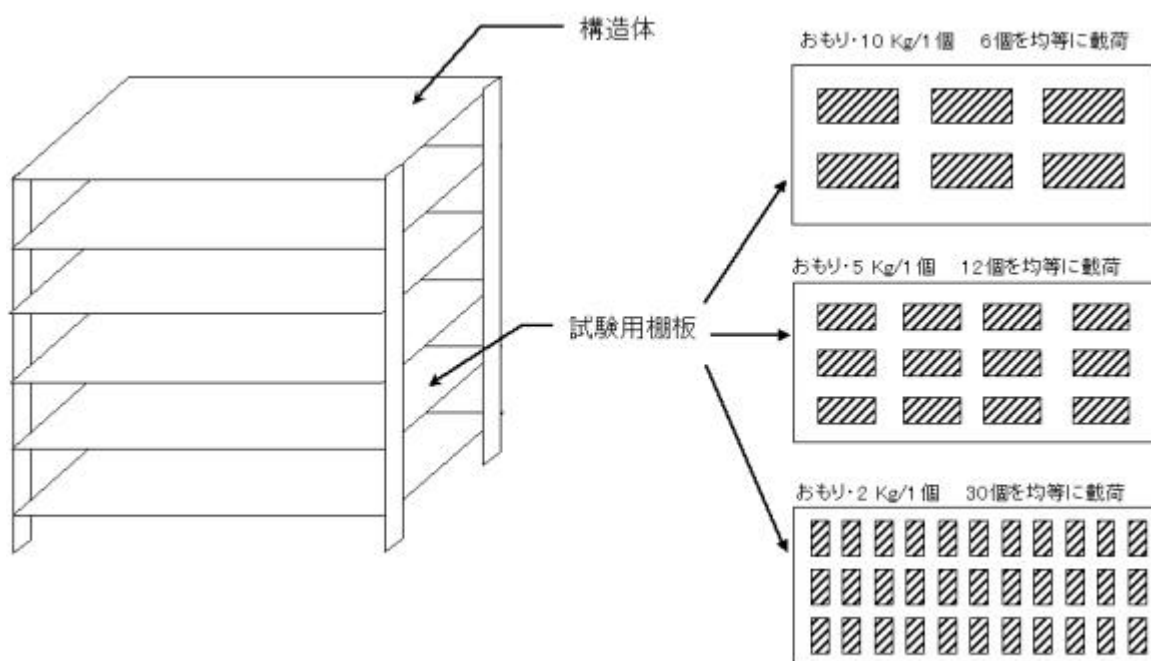 構造体
おもり・10 Kg/1個 6個を均等に載荷
おもり・5 Kg/1個 12個を均等に載荷
試験用棚板
おもり・2 Kg/1個 30個を均等に載荷